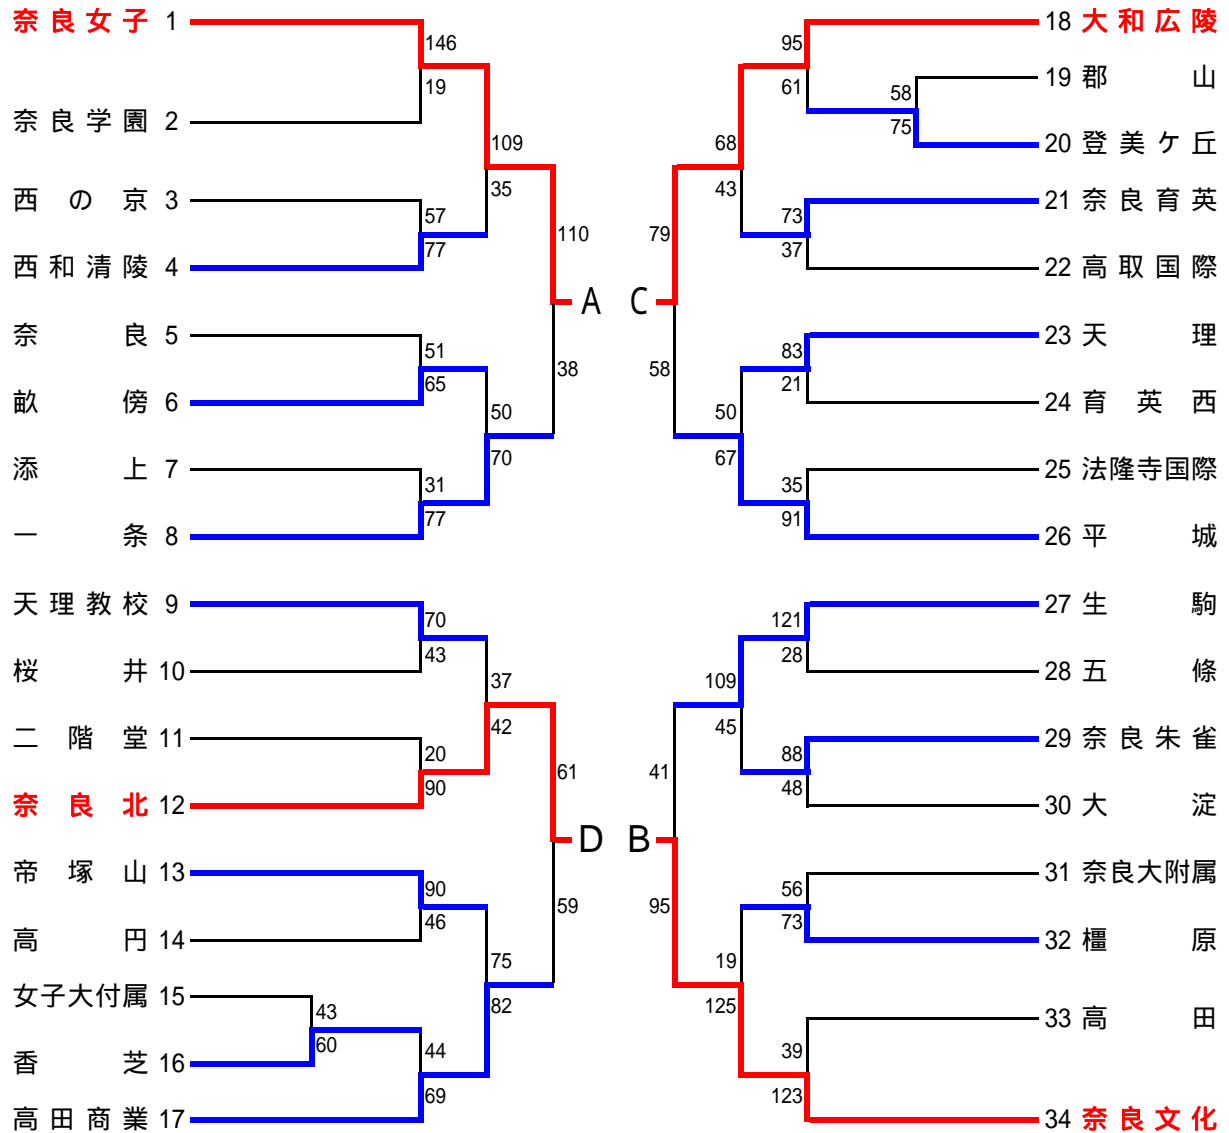 奈良女子 1
146
19
奈良学園 2
109
35
西の京 3
57
77
西和清陵 4
110
A
38
奈良 5
51
65
畝傍 6
50
70
添上 7
31
77
一条 8
天理教校 9
70
43
桜井 10
37
42
二階堂 11
20
90
奈良北 12
61
D
59
帝塚山 13
90
46
高円 14
75
82
女子大付属 15
43
60
香芝 16
44
69
高田商業 17
18 大和広陵
95
61
19 郡山
58
75
20 登美ケ丘
68
43
21 奈良育英
73
37
22 高取国際
79
C
58
23 天理
83
21
24 育英西
50
67
25 法隆寺国際
35
91
26 平城
27 生駒
121
28
28 五條
109
45
29 奈良朱雀
88
48
30 大淀
41
B
95
31 奈良大附属
56
73
32 橿原
19
125
33 高田
39
123
34 奈良文化